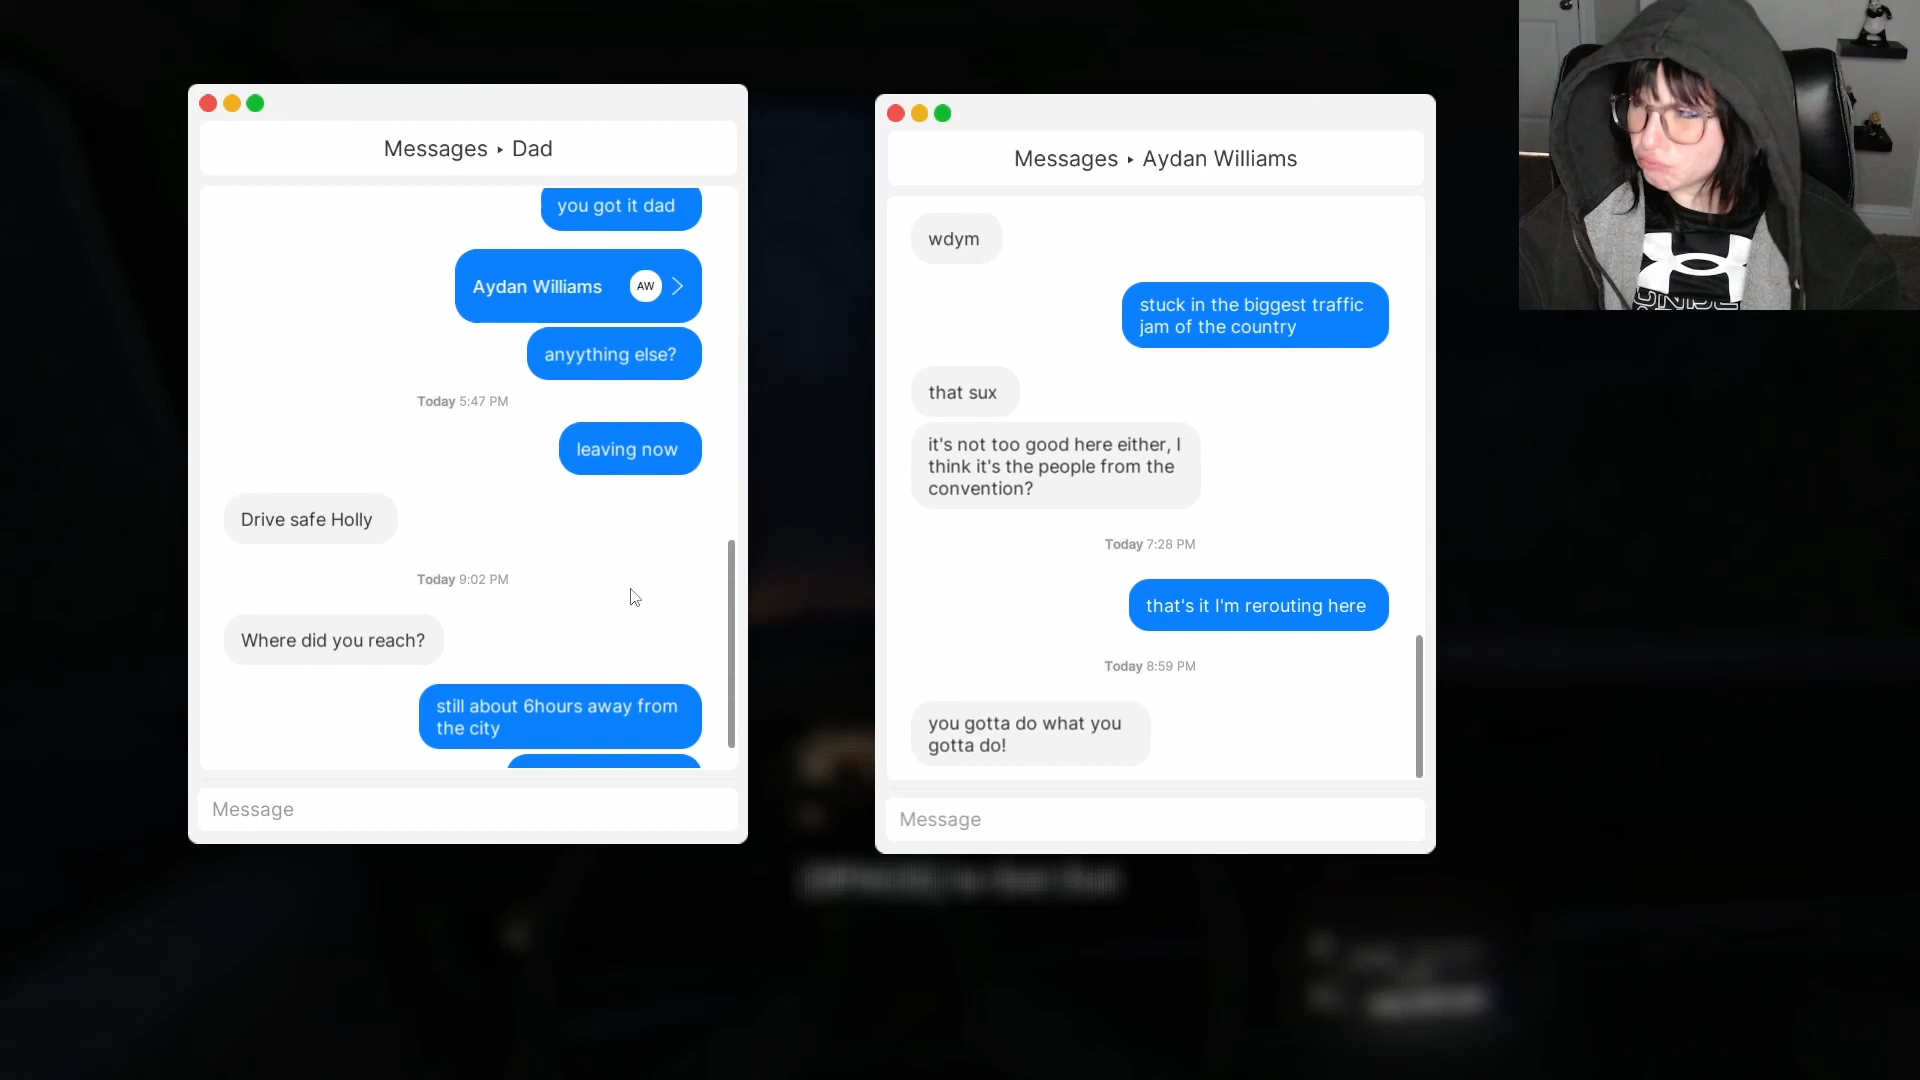 Messages ▸ Dad
you got it dad
Aydan Williams
AW
anyything else?
Today 5:47 PM
leaving now
Drive safe Holly
Today 9:02 PM
Where did you reach?
still about 6hours away from
the city
Message
Messages ▸ Aydan Williams
wdym
stuck in the biggest traffic
jam of the country
that sux
it's not too good here either, I
think it's the people from the
convention?
Today 7:28 PM
that's it I'm rerouting here
Today 8:59 PM
you gotta do what you
gotta do!
Message